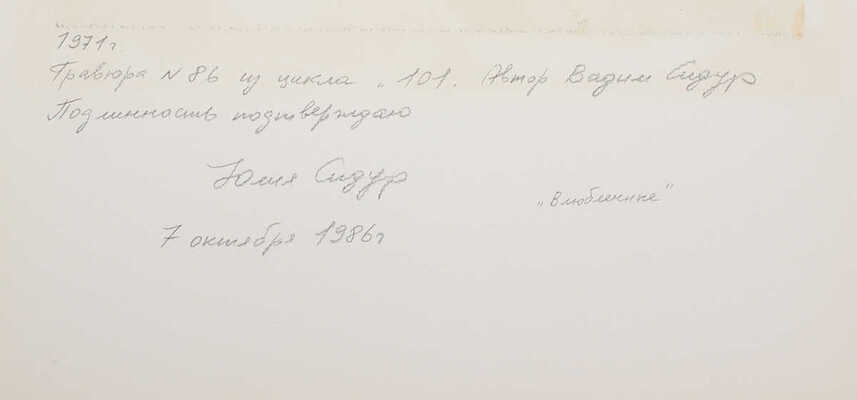 1971г.
Гравюра N 86 из цикла „101. Автор Вадим Сидур
Подлинность подтверждаю
Юлия Сидур
„Влюбленные"
7 октября 1986г